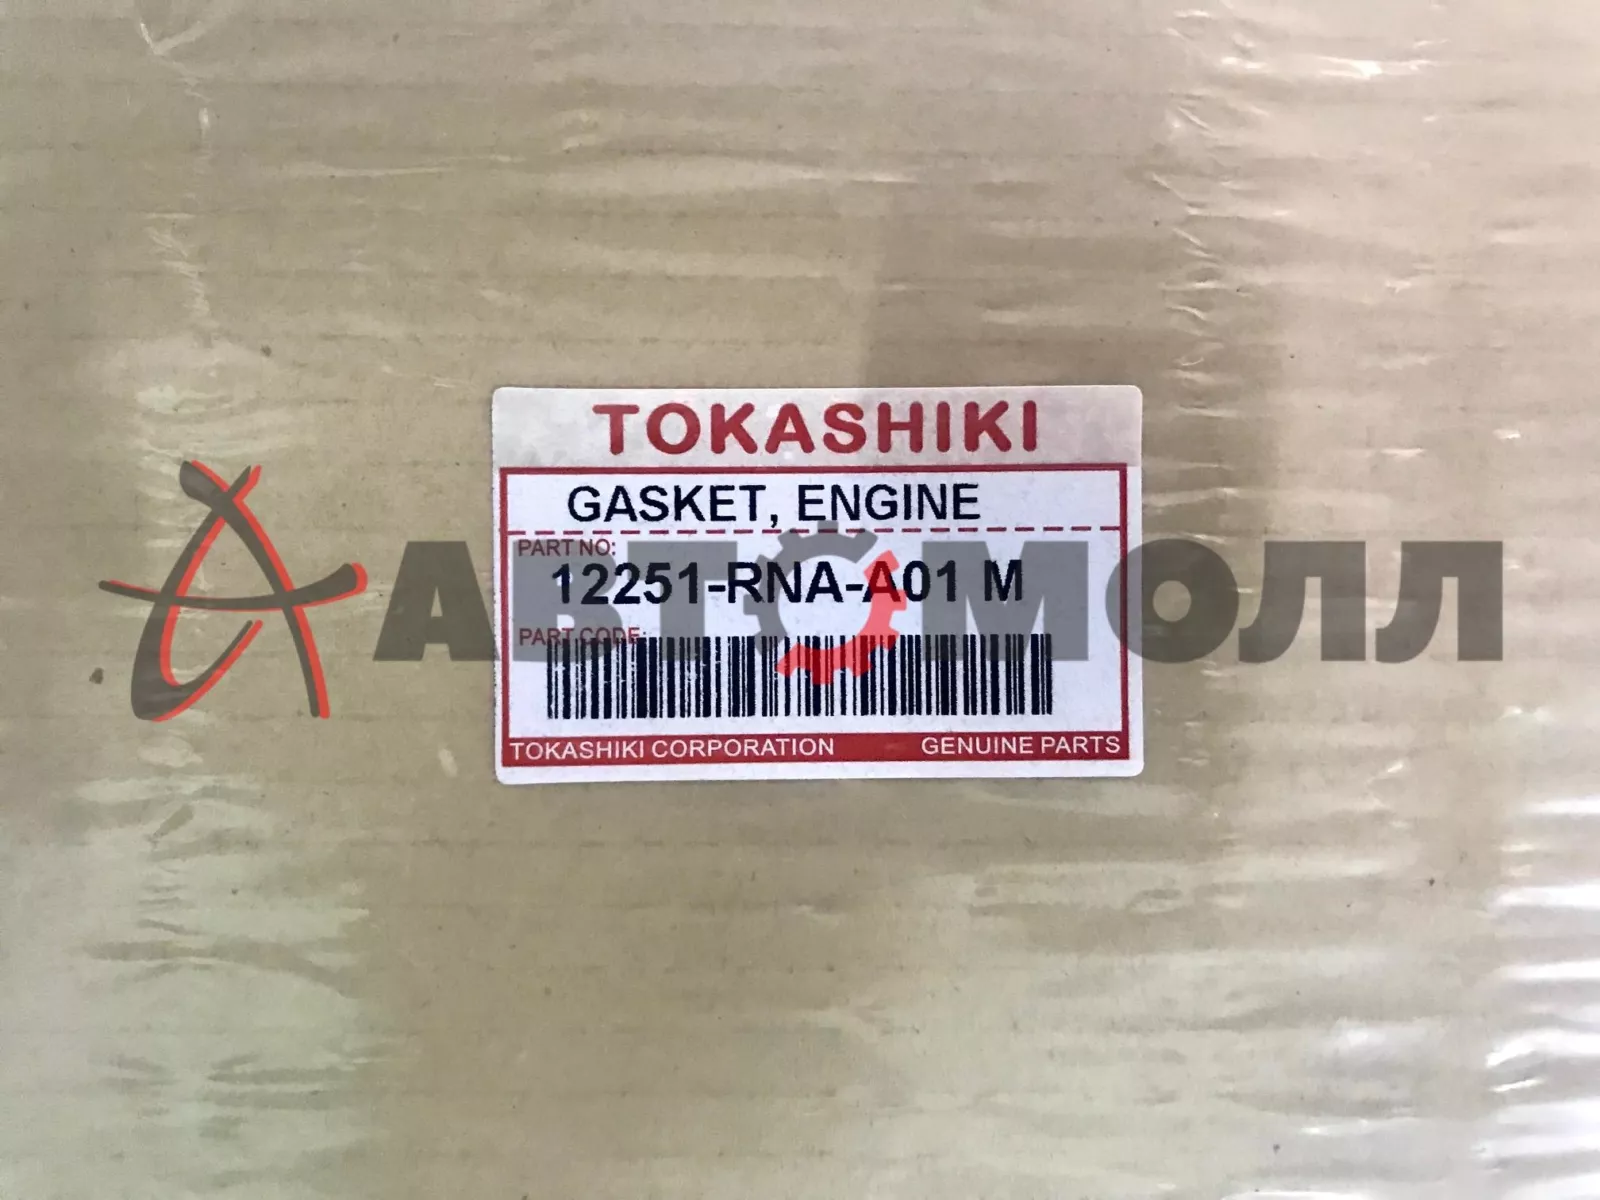 TOKASHIKI
GASKET, ENGINE
PART NO:
12251-RNA-A01 M
АВТОМОЛЛ
PART CODE:
TOKASHIKI CORPORATION GENUINE PARTS